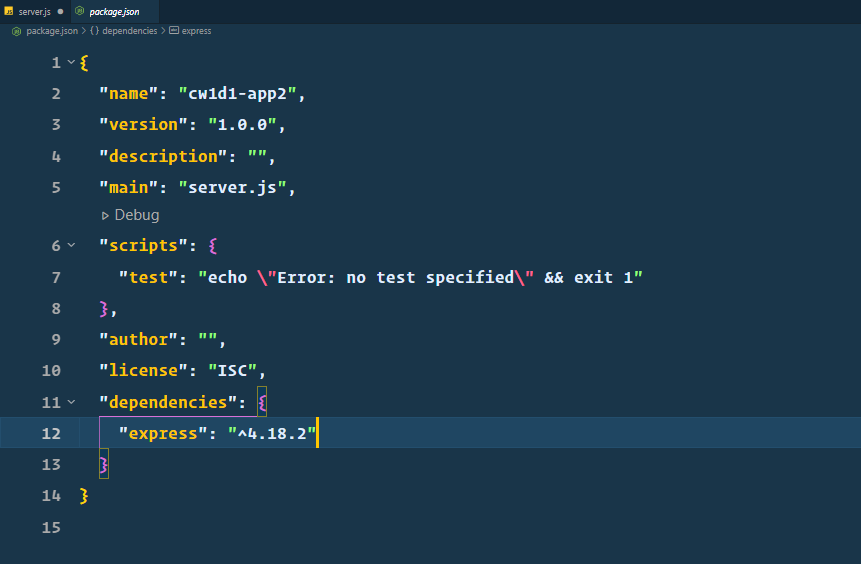 server.js package.json
package.json > {} dependencies > express
1 {
2 "name": "cw1d1-app2",
3 "version": "1.0.0",
4 "description": "",
5 "main": "server.js",
Debug
6 "scripts": {
7 "test": "echo \"Error: no test specified\" && exit 1"
8 },
9 "author": "",
10 "license": "ISC",
11 "dependencies": {
12 "express": "^4.18.2"
13 }
14 }
15